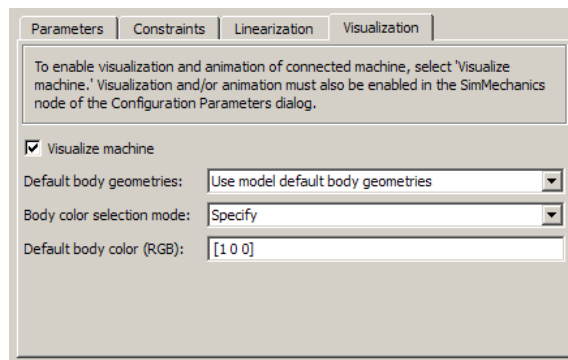 Parameters Constraints Linearization Visualization
To enable visualization and animation of connected machine, select 'Visualize
machine.' Visualization and/or animation must also be enabled in the SimMechanics
node of the Configuration Parameters dialog.
Visualize machine
Default body geometries: Use model default body geometries
Body color selection mode: Specify
Default body color (RGB): [1 0 0]